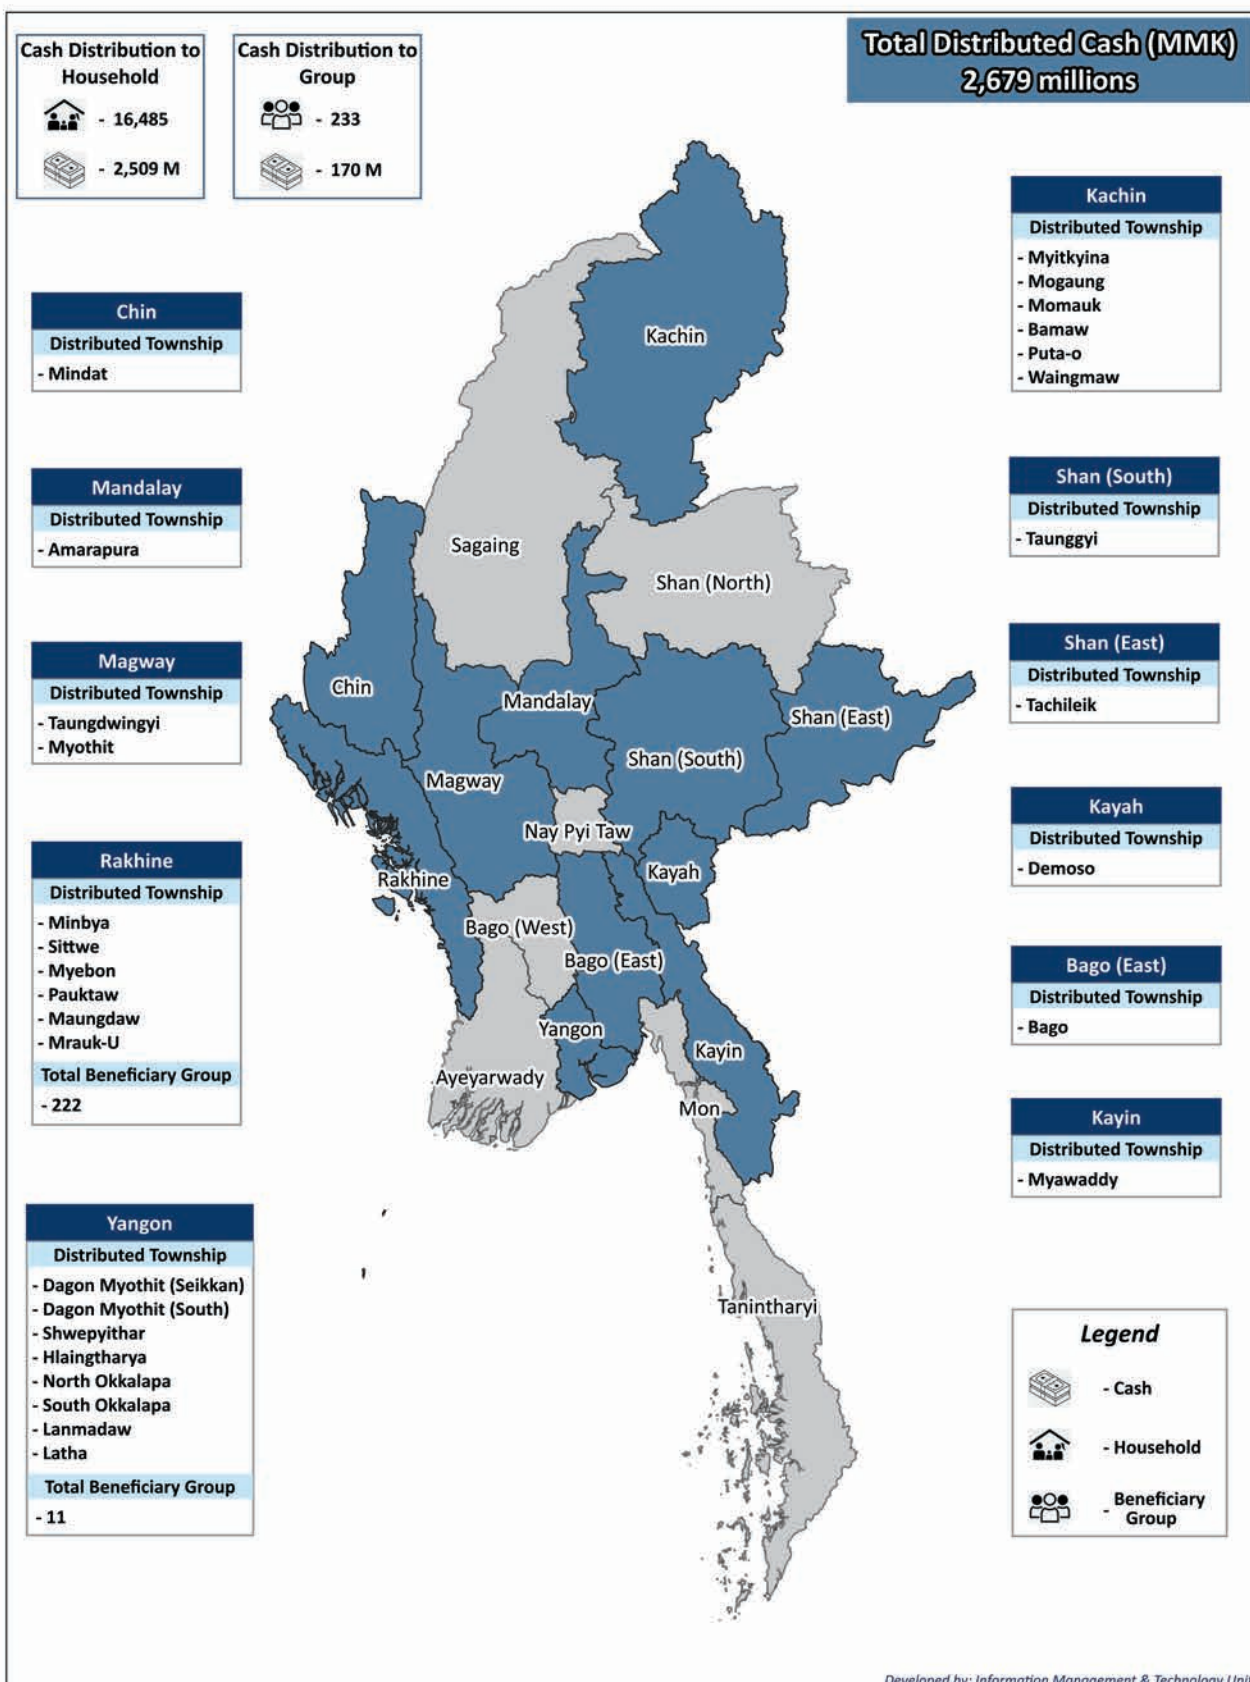 Cash Distribution to
Household
- 16,485
- 2,509 M
Cash Distribution to
Group
- 233
- 170 M
Total Distributed Cash (MMK)
2,679 millions
Chin
Distributed Township
- Mindat
Mandalay
Distributed Township
- Amarapura
Magway
Distributed Township
- Taungdwingyi
- Myothit
Rakhine
Distributed Township
- Minbya
- Sittwe
- Myebon
- Pauktaw
- Maungdaw
- Mrauk-U
Total Beneficiary Group
- 222
Yangon
Distributed Township
- Dagon Myothit (Seikkan)
- Dagon Myothit (South)
- Shwepyithar
- Hlaingtharya
- North Okkalapa
- South Okkalapa
- Lanmadaw
- Latha
Total Beneficiary Group
- 11
Kachin
Sagaing
Shan (North)
Chin
Mandalay
Shan (East)
Shan (South)
Magway
Nay Pyi Taw
Kayah
Rakhine
Bago (West)
Bago (East)
Yangon
Kayin
Ayeyarwady
Mon
Tanintharyi
Kachin
Distributed Township
- Myitkyina
- Mogaung
- Momauk
- Bamaw
- Puta-o
- Waingmaw
Shan (South)
Distributed Township
- Taunggyi
Shan (East)
Distributed Township
- Tachileik
Kayah
Distributed Township
- Demoso
Bago (East)
Distributed Township
- Bago
Kayin
Distributed Township
- Myawaddy
Legend
- Cash
- Household
- Beneficiary
Group
Developed by: Information Management & Technology Unit